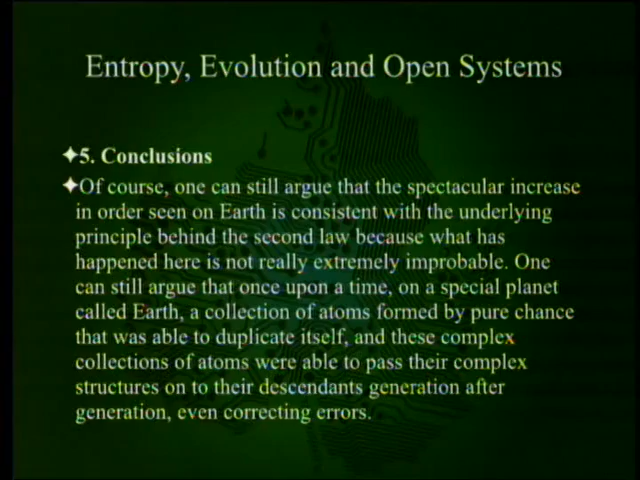 Entropy, Evolution and Open Systems
5. Conclusions
Of course, one can still argue that the spectacular increase
in order seen on Earth is consistent with the underlying
principle behind the second law because what has
happened here is not really extremely improbable. One
can still argue that once upon a time, on a special planet
called Earth, a collection of atoms formed by pure chance
that was able to duplicate itself, and these complex
collections of atoms were able to pass their complex
structures on to their descendants generation after
generation, even correcting errors.